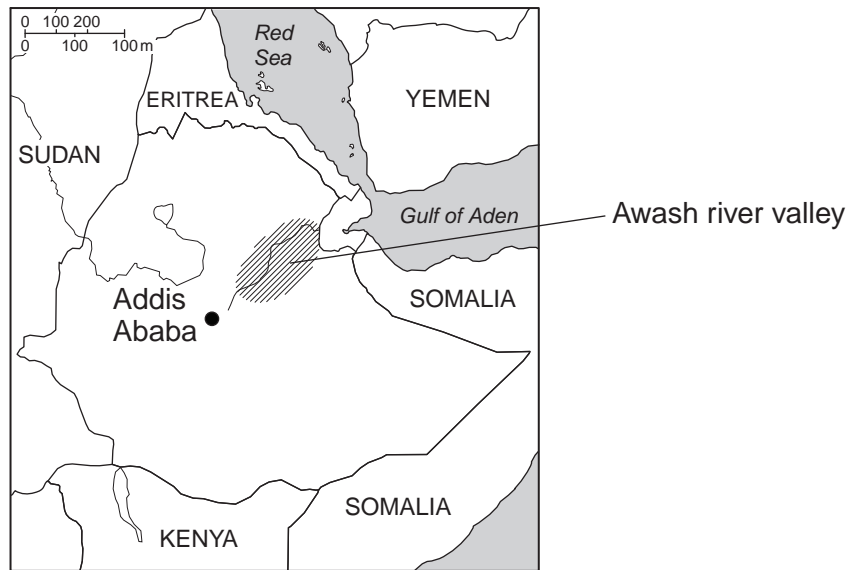 0 100 200
0 100 100 m
Red
Sea
ERITREA
YEMEN
SUDAN
Gulf of Aden
Awash river valley
Addis
Ababa
SOMALIA
SOMALIA
KENYA